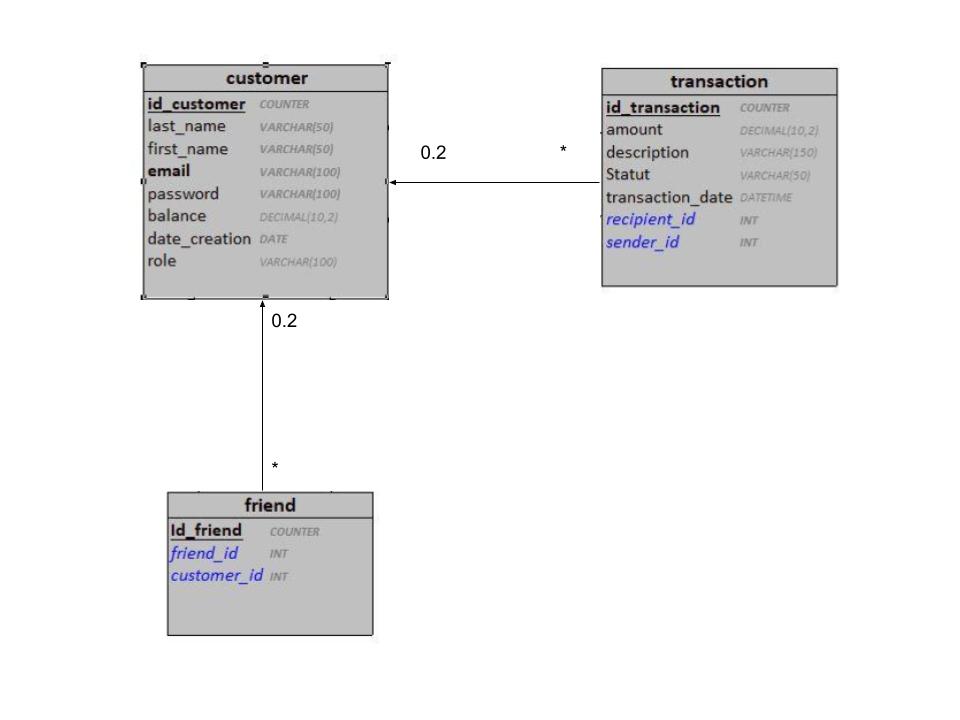 customer
id_customer COUNTER
last_name VARCHAR(50)
first_name VARCHAR(50)
email VARCHAR(100)
password VARCHAR(100)
balance DECIMAL(10,2)
date_creation DATE
role VARCHAR(100)
0.2 *
transaction
id_transaction COUNTER
amount DECIMAL(10,2)
description VARCHAR(150)
Statut VARCHAR(50)
transaction_date DATETIME
recipient_id INT
sender_id INT
0.2
*
friend
Id_friend COUNTER
friend_id INT
customer_id INT